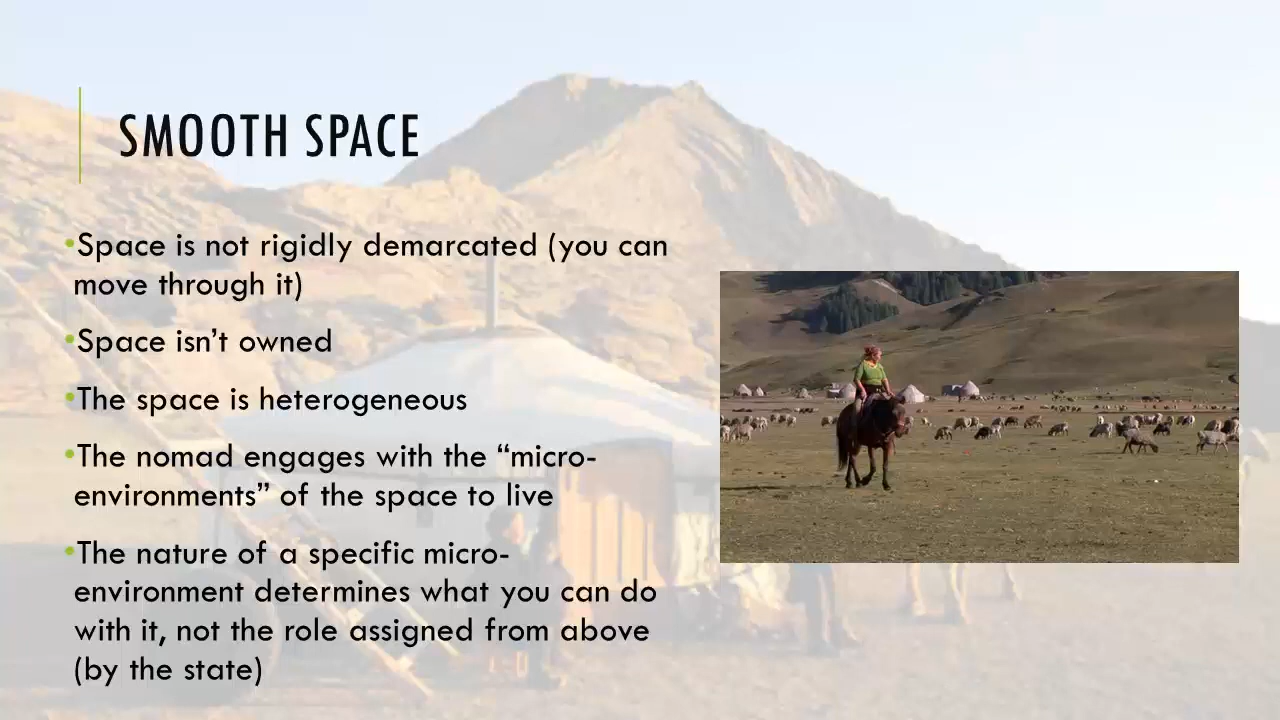 SMOOTH SPACE
•Space is not rigidly demarcated (you can
move through it)
•Space isn’t owned
•The space is heterogeneous
•The nomad engages with the “micro-
environments” of the space to live
•The nature of a specific micro-
environment determines what you can do
with it, not the role assigned from above
(by the state)